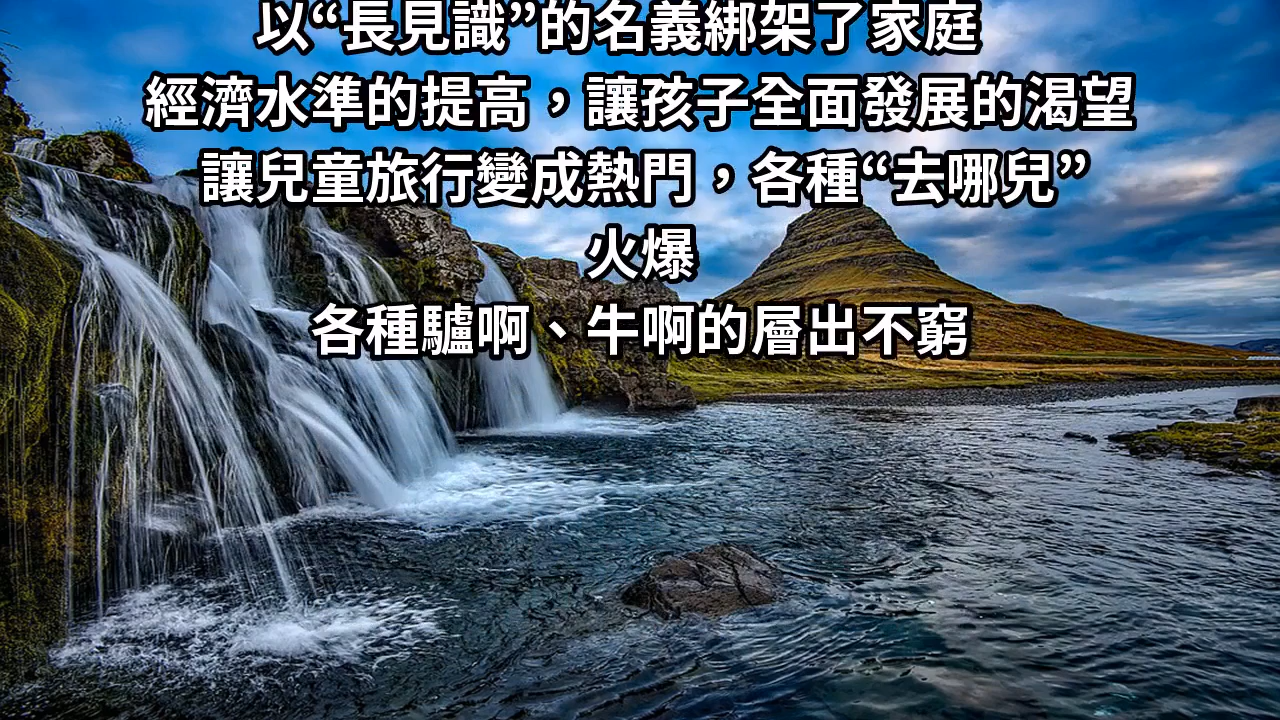 以“長見識”的名義綁架了家庭
經濟水準的提高，讓孩子全面發展的渴望
讓兒童旅行變成熱門，各種“去哪兒”
火爆
各種驢啊、牛啊的層出不窮